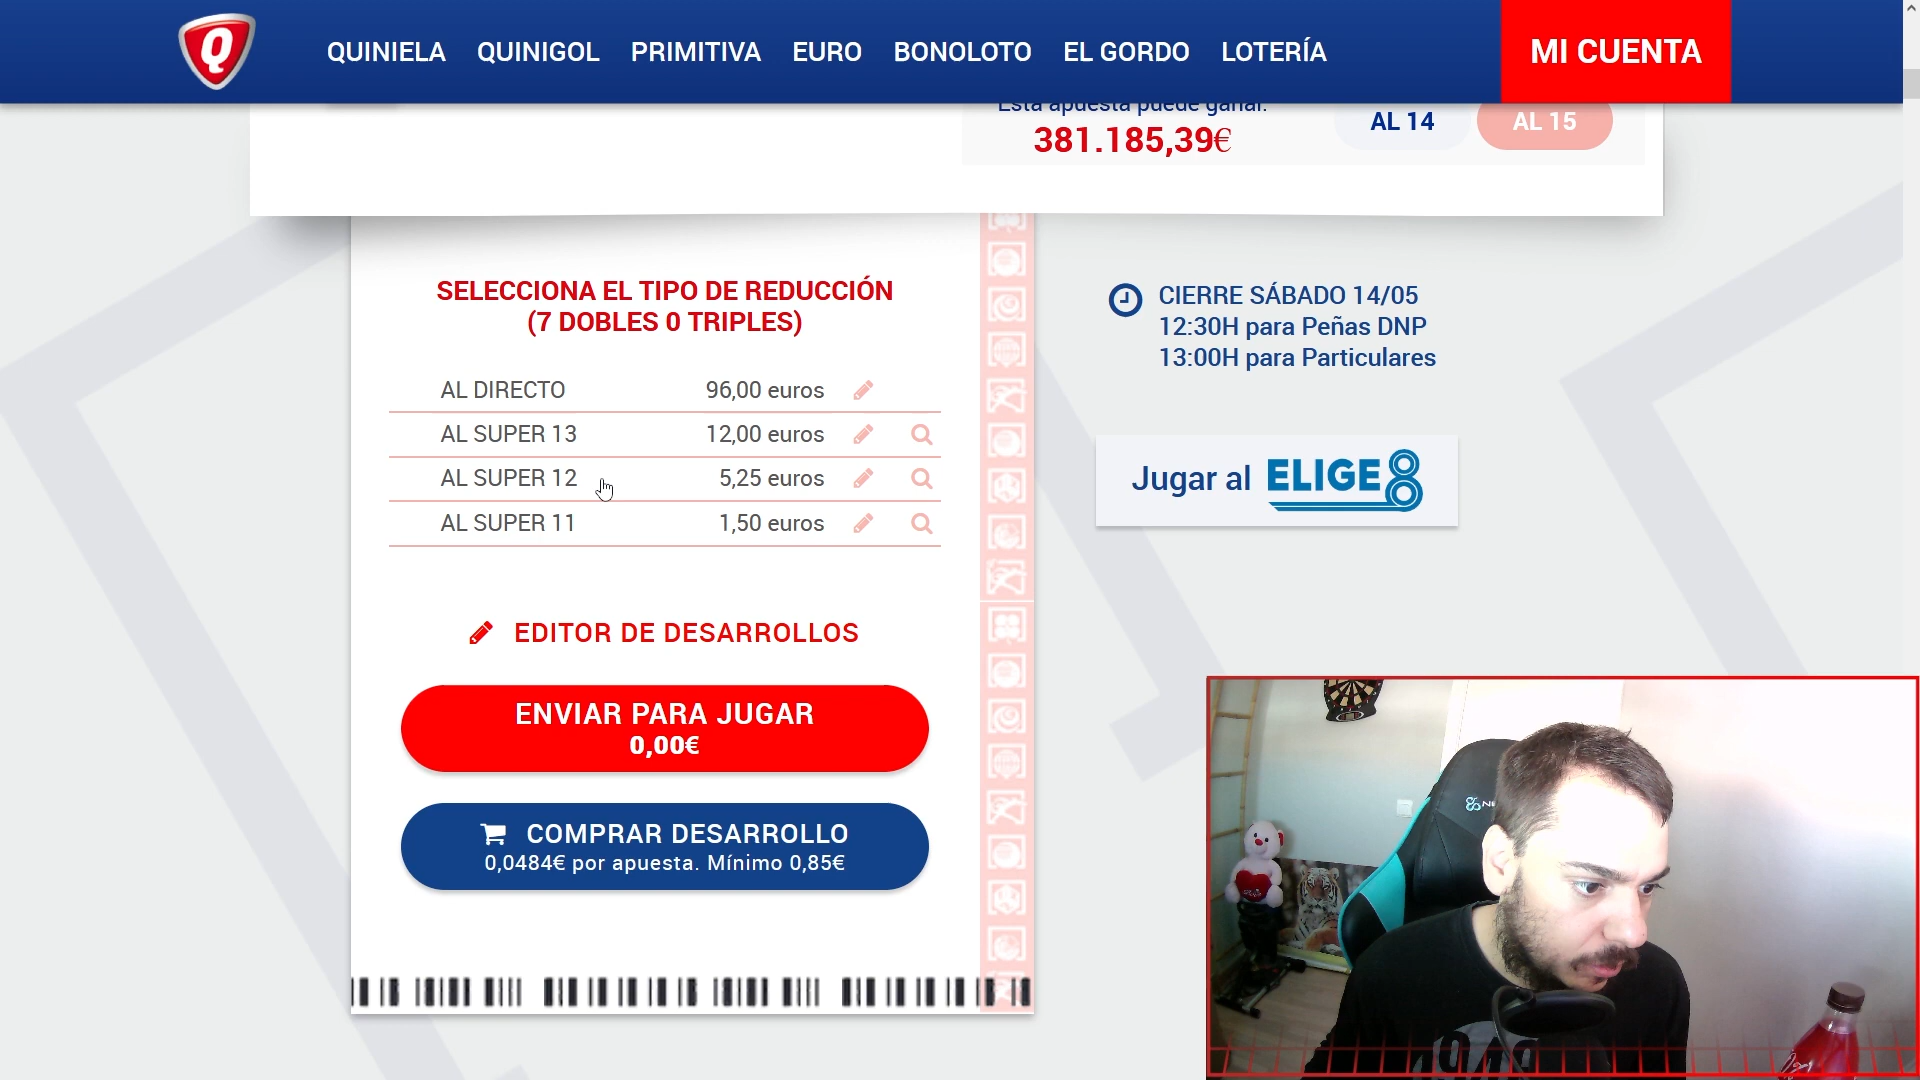 Q
QUINIELA QUINIGOL PRIMITIVA EURO BONOLOTO EL GORDO LOTERÍA
MI CUENTA
Esta apuesta puede ganar:
381.185,39€
AL 14
AL 15
SELECCIONA EL TIPO DE REDUCCIÓN
(7 DOBLES 0 TRIPLES)
AL DIRECTO 96,00 euros
AL SUPER 13 12,00 euros
AL SUPER 12 5,25 euros
AL SUPER 11 1,50 euros
EDITOR DE DESARROLLOS
ENVIAR PARA JUGAR
0,00€
COMPRAR DESARROLLO
0,0484€ por apuesta. Mínimo 0,85€
CIERRE SÁBADO 14/05
12:30H para Peñas DNP
13:00H para Particulares
Jugar al ELIGE8